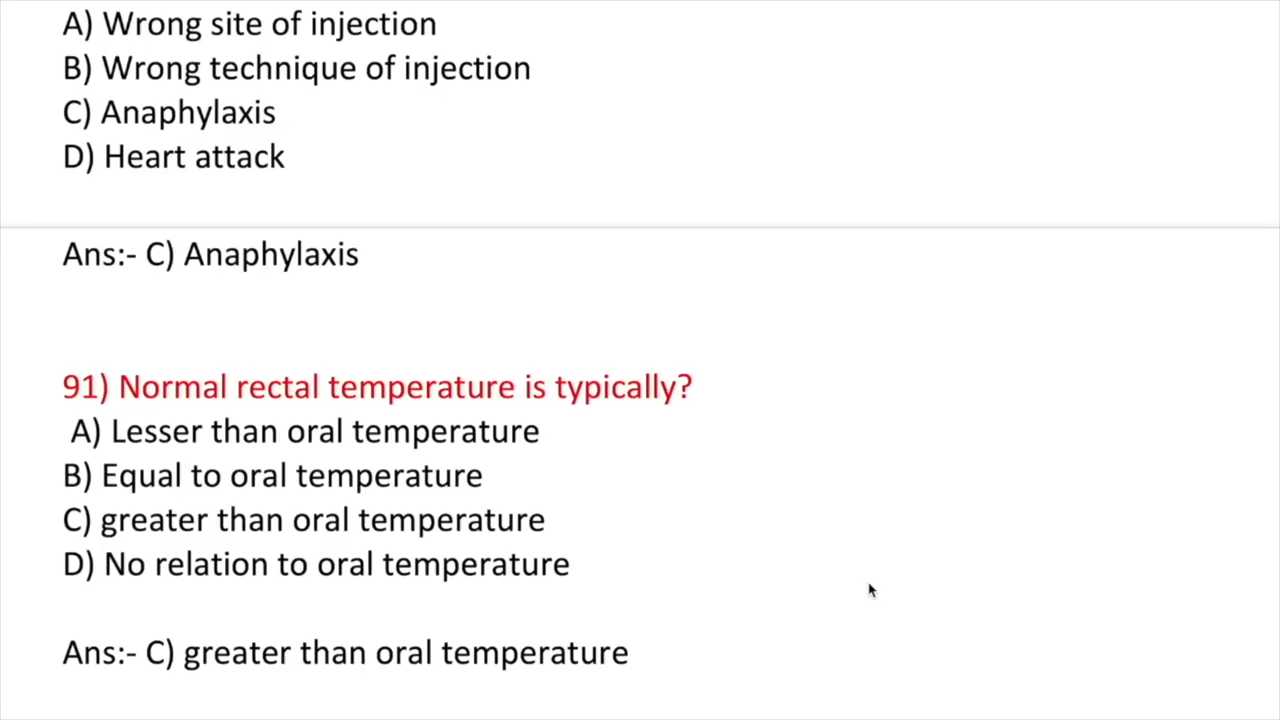 A) Wrong site of injection
B) Wrong technique of injection
C) Anaphylaxis
D) Heart attack
Ans:- C) Anaphylaxis
91) Normal rectal temperature is typically?
A) Lesser than oral temperature
B) Equal to oral temperature
C) greater than oral temperature
D) No relation to oral temperature
Ans:- C) greater than oral temperature